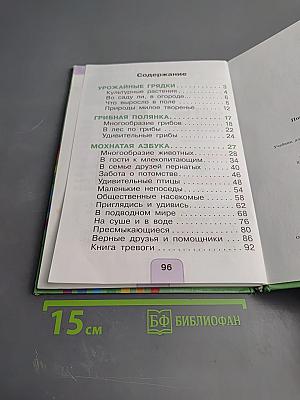 Содержание
УРОЖАЙНЫЕ ГРЯДКИ . . . 3
Культурные растения . . . 4
Во саду ли, в огороде... 6
Что выросло в поле . . . 8
Природы милое творенье . . . 12
ГРИБНАЯ ПОЛЯНКА . . . 17
Многообразие грибов . . . 18
В лес по грибы . . . 22
Удивительные грибы . . . 24
МОХНАТАЯ АЗБУКА . . . 27
Многообразие животных . . . 28
В гости к млекопитающим . . . 34
В семье друзей пернатых . . . 40
Забота о потомстве . . . 46
Удивительные птицы . . . 48
Маленькие непоседы . . . 54
Общественные насекомые . . . 58
Приглядись и удивись . . . 62
В подводном мире . . . 68
На суше и в воде . . . 76
Пресмыкающиеся . . . 80
Верные друзья и помощники . . . 86
Книга тревоги . . . 92
96
15 см
БФ БИБЛИОФАН